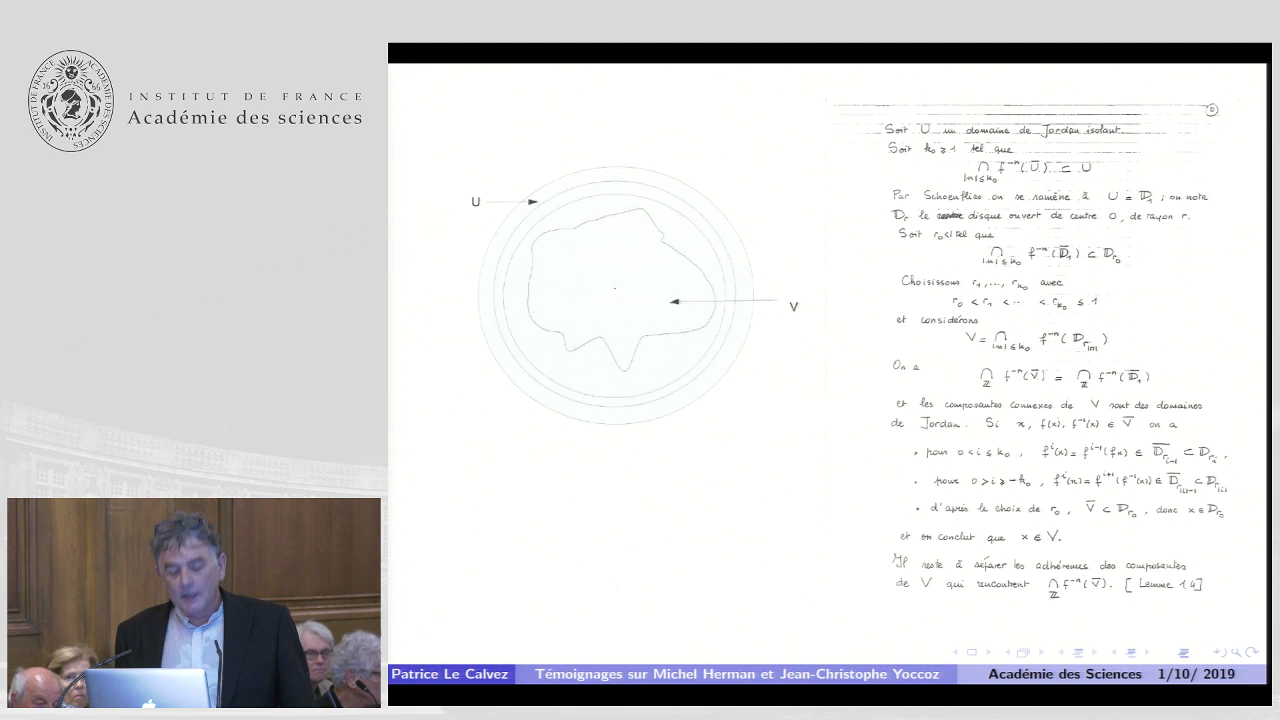 INSTITUT DE FRANCE
Académie des sciences
U
V
Soit U un domaine de Jordan isolant.
Soit k₀ ≥ 1 tel que
⋂_{|n| ≤ k₀} f⁻ⁿ(Ū) ⊂ U
Par Schoenflies on se ramène à U = 𝔻₁ ; on note
𝔻ᵣ le disque ouvert de centre 0, de rayon r.
Soit r₀<1 tel que
⋂_{|n| ≤ k₀} f⁻ⁿ(𝔻̄₁) ⊂ 𝔻_{r₀}
Choisissons r₁,..., r_{k₀} avec
r₀ < r₁ < ... < r_{k₀} ≤ 1
et considérons
V = ⋂_{|n| ≤ k₀} f⁻ⁿ(𝔻_{r_{|n|}})
On a
⋂_ℤ f⁻ⁿ(V̄) = ⋂_ℤ f⁻ⁿ(𝔻̄₁)
et les composantes connexes de V sont des domaines
de Jordan. Si x, f(x), f⁻¹(x) ∈ V̄ on a
• pour 0 < i ≤ k₀, fⁱ(x) = fⁱ⁻¹(fx) ∈ 𝔻̄_{r_{i-1}} ⊂ 𝔻_{r_i},
• pour 0 > i ≥ -k₀, fⁱ(x) = fⁱ⁺¹(f⁻¹(x)) ∈ 𝔻̄_{r_{|i|-1}} ⊂ 𝔻_{r_{|i|}}
• d'après le choix de r₀, V̄ ⊂ 𝔻_{r₀}, donc x ∈ 𝔻_{r₀}
et on conclut que x ∈ V.
Il reste à séparer les adhérences des composantes
de V qui rencontrent ⋂_ℤ f⁻ⁿ(V̄). [Lemme 1.4]
Patrice Le Calvez Témoignages sur Michel Herman et Jean-Christophe Yoccoz Académie des Sciences 1/10/ 2019